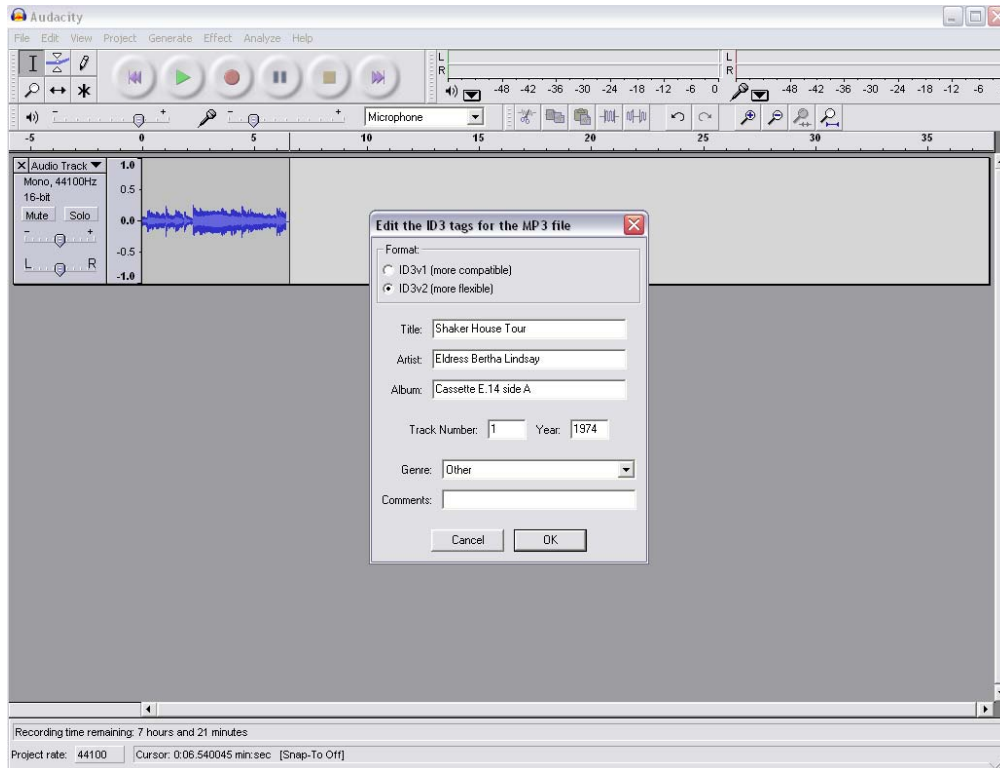 Audacity
File Edit View Project Generate Effect Analyze Help
L
R
-48 -42 -36 -30 -24 -18 -12 -6 0
L
R
-48 -42 -36 -30 -24 -18 -12 -6
- + - + Microphone
-5 0 5 10 15 20 25 30 35
X Audio Track
Mono, 44100Hz
16-bit
Mute Solo
- +
L R
1.0
0.5
0.0
-0.5
-1.0
Edit the ID3 tags for the MP3 file
Format:
ID3v1 (more compatible)
ID3v2 (more flexible)
Title: Shaker House Tour
Artist: Eldress Bertha Lindsay
Album: Cassette E.14 side A
Track Number: 1 Year: 1974
Genre: Other
Comments:
Cancel OK
Recording time remaining: 7 hours and 21 minutes
Project rate: 44100 Cursor: 0:06.540045 min:sec [Snap-To Off]